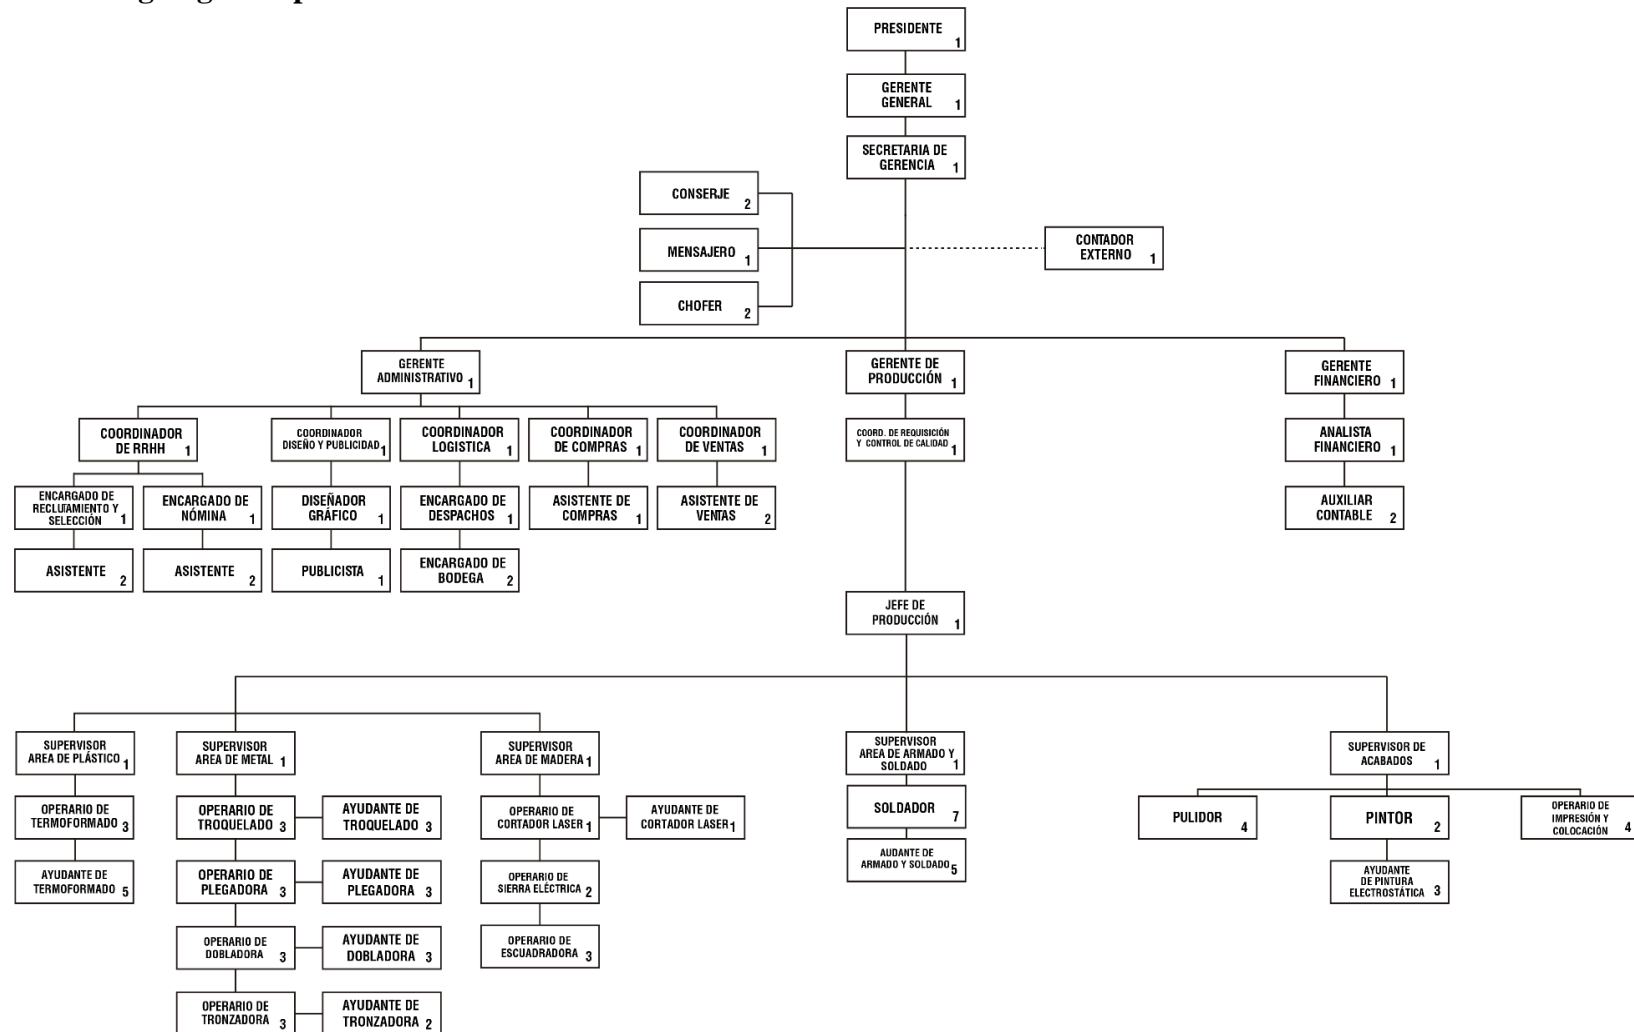 PRESIDENTE
1
GERENTE
GENERAL 1
SECRETARIA DE
GERENCIA 1
CONSERJE
2
MENSAJERO 1
CHOFER
2
CONTADOR
EXTERNO 1
GERENTE
ADMINISTRATIVO 1
GERENTE DE
PRODUCCIÓN 1
GERENTE
FINANCIERO 1
COORDINADOR
DE RRHH 1
COORDINADOR
DISEÑO Y PUBLICIDAD 1
COORDINADOR
LOGISTICA 1
COORDINADOR
DE COMPRAS 1
COORDINADOR
DE VENTAS 1
COORD. DE REQUISICIÓN
Y CONTROL DE CALIDAD 1
ANALISTA
FINANCIERO 1
ENCARGADO DE
RECLUTAMIENTO Y
SELECCIÓN 1
ENCARGADO DE
NÓMINA 1
DISEÑADOR
GRÁFICO 1
ENCARGADO DE
DESPACHOS 1
ASISTENTE DE
COMPRAS 1
ASISTENTE DE
VENTAS 2
AUXILIAR
CONTABLE 2
ASISTENTE 2
ASISTENTE 2
PUBLICISTA 1
ENCARGADO DE
BODEGA 2
JEFE DE
PRODUCCIÓN 1
SUPERVISOR
AREA DE PLÁSTICO 1
SUPERVISOR
AREA DE METAL 1
SUPERVISOR
AREA DE MADERA 1
SUPERVISOR
AREA DE ARMADO Y
SOLDADO 1
SUPERVISOR DE
ACABADOS 1
OPERARIO DE
TERMOFORMADO 3
OPERARIO DE
TROQUELADO 3
AYUDANTE DE
TROQUELADO 3
OPERARIO DE
CORTADOR LASER 1
AYUDANTE DE
CORTADOR LASER 1
SOLDADOR
7
PULIDOR
4
PINTOR
2
OPERARIO DE
IMPRESIÓN Y
COLOCACIÓN 4
AYUDANTE DE
TERMOFORMADO 5
OPERARIO DE
PLEGADORA 3
AYUDANTE DE
PLEGADORA 3
OPERARIO DE
SIERRA ELÉCTRICA 2
AUDANTE DE
ARMADO Y SOLDADO 5
AYUDANTE
DE PINTURA
ELECTROSTÁTICA 3
OPERARIO DE
DOBLADORA 3
AYUDANTE DE
DOBLADORA 3
OPERARIO DE
ESCUADRADORA 3
OPERARIO DE
TRONZADORA 3
AYUDANTE DE
TRONZADORA 2